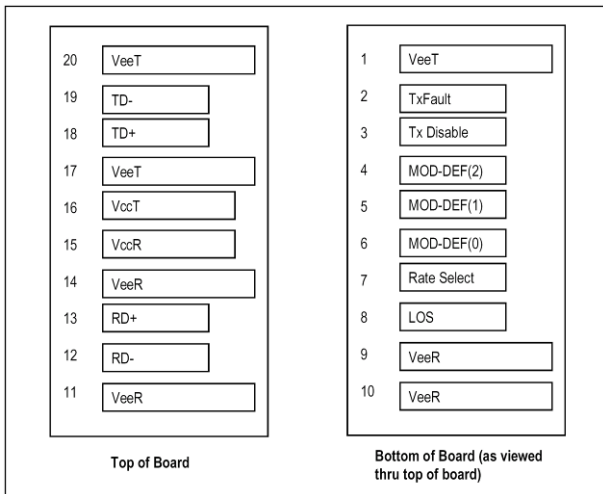 20 VeeT
19 TD-
18 TD+
17 VeeT
16 VccT
15 VccR
14 VeeR
13 RD+
12 RD-
11 VeeR
Top of Board
1 VeeT
2 TxFault
3 Tx Disable
4 MOD-DEF(2)
5 MOD-DEF(1)
6 MOD-DEF(0)
7 Rate Select
8 LOS
9 VeeR
10 VeeR
Bottom of Board (as viewed
thru top of board)